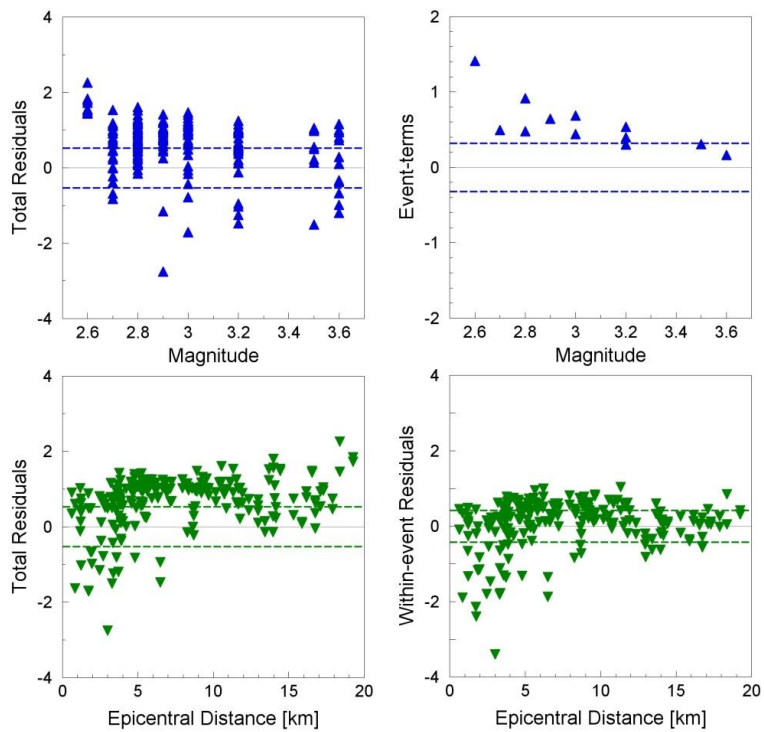 4
2
0
-2
-4
Total Residuals
2.6 2.8 3 3.2 3.4 3.6
Magnitude
2
1
0
-1
-2
Event-terms
2.6 2.8 3 3.2 3.4 3.6
Magnitude
4
2
0
-2
-4
Total Residuals
0 5 10 15 20
Epicentral Distance [km]
4
2
0
-2
-4
Within-event Residuals
0 5 10 15 20
Epicentral Distance [km]